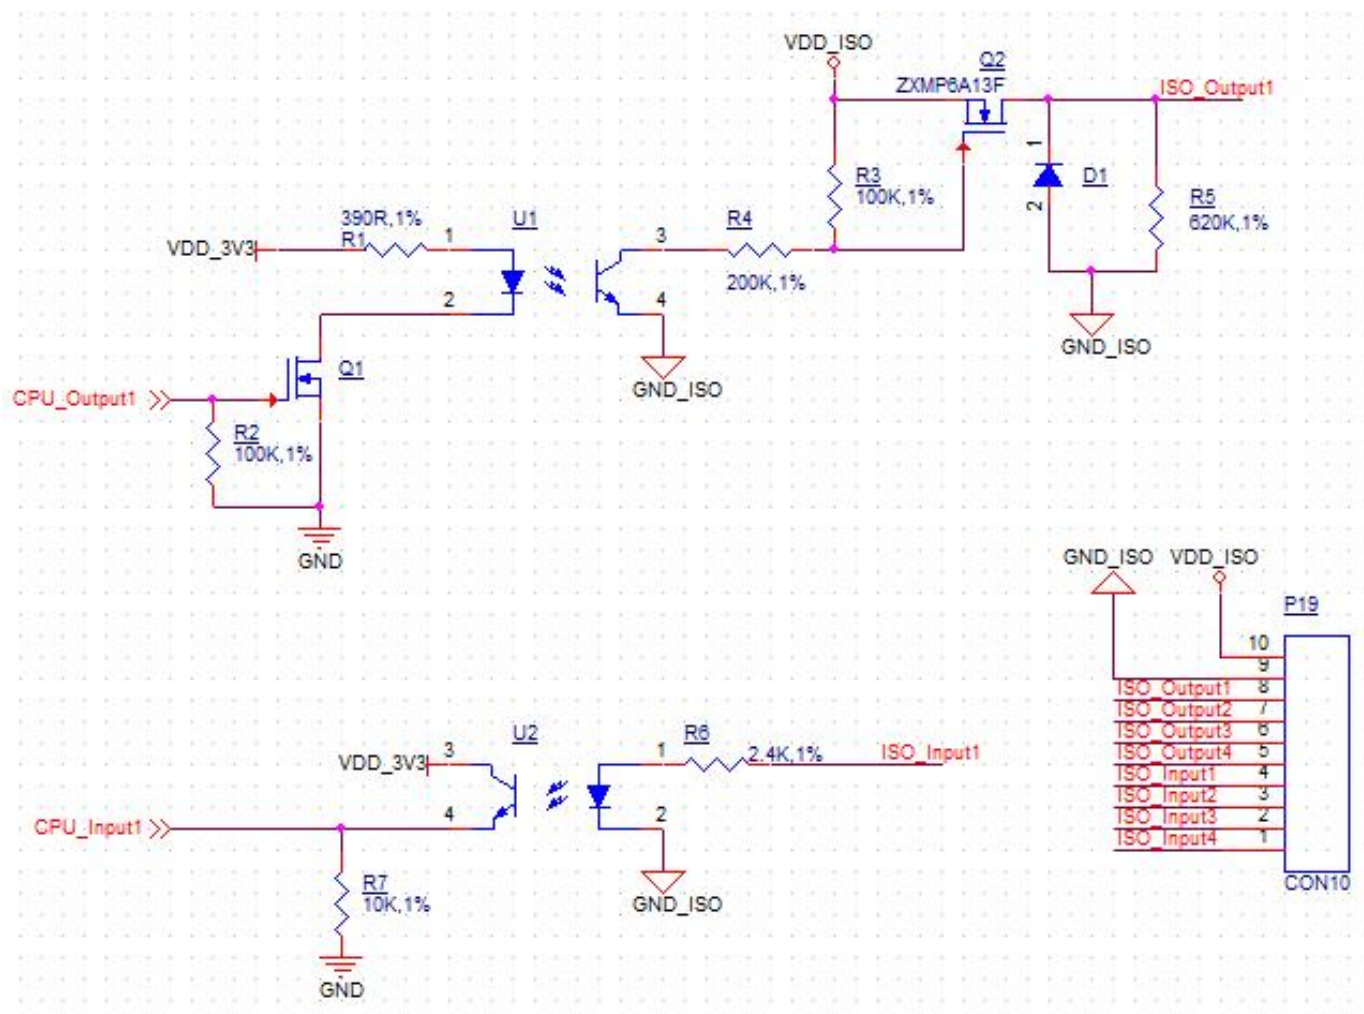 VDD_ISO
Q2
ZXMP6A13F
ISO_Output1
1
R3
100K,1%
D1
2
R5
620K,1%
390R,1%
U1
R4
VDD_3V3
R1
1
3
200K,1%
2
4
GND_ISO
GND_ISO
Q1
CPU_Output1
R2
100K,1%
GND
GND_ISO
VDD_ISO
P19
10
9
ISO_Output1 8
ISO_Output2 7
ISO_Output3 6
ISO_Output4 5
ISO_Input1 4
ISO_Input2 3
ISO_Input3 2
ISO_Input4 1
CON10
U2
R6
VDD_3V3
3
1
2.4K,1%
ISO_Input1
CPU_Input1
4
2
R7
10K,1%
GND_ISO
GND